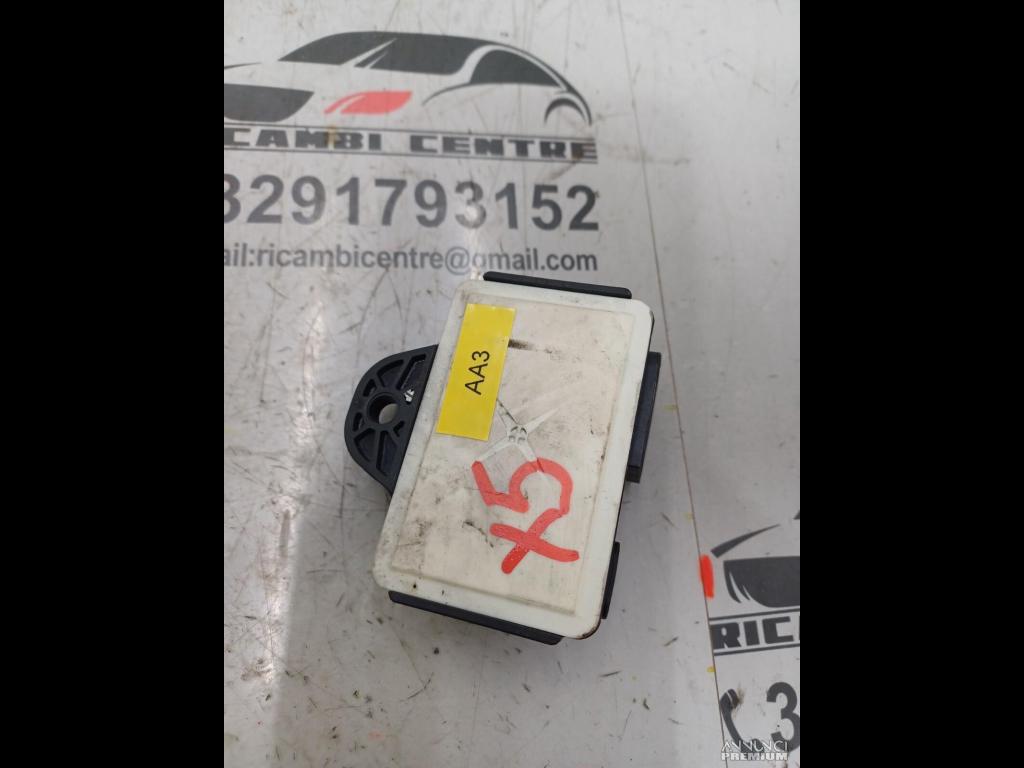 CAMBI CENTRE
3291793152
ail:ricambicentre@gmail.com
AA3
X5
RIC
3
ANNUNCI
PREMIUM